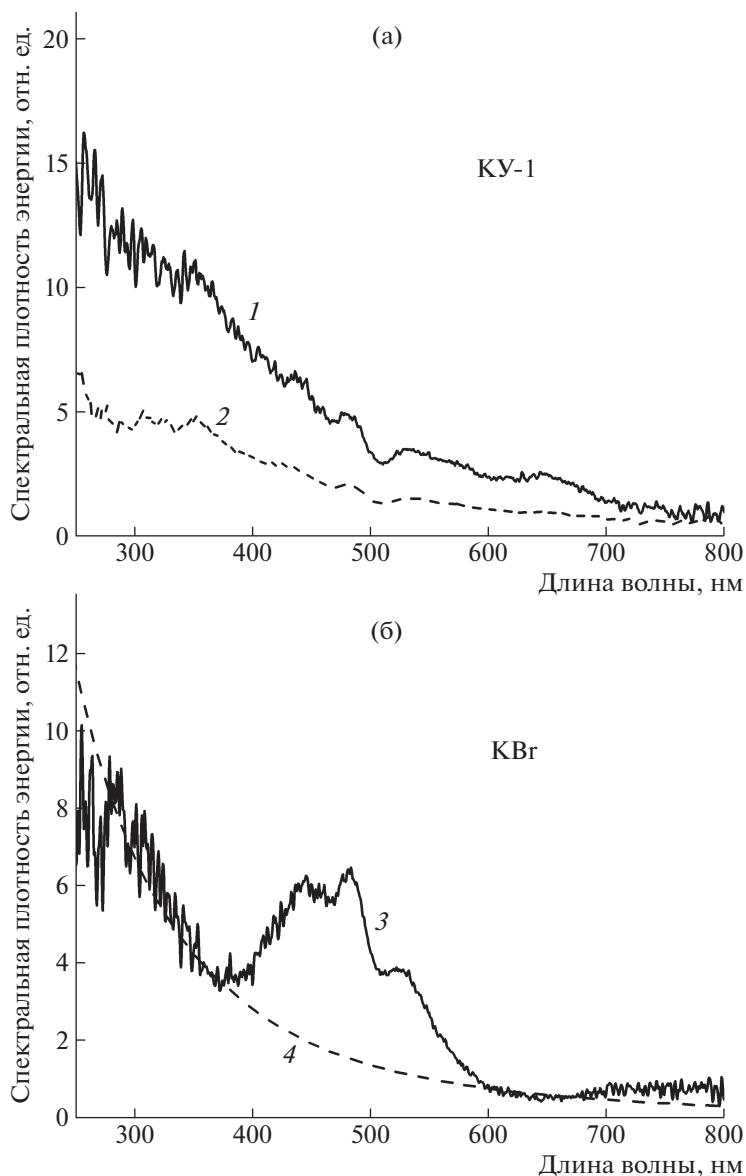 (а)
Спектральная плотность энергии, отн. ед.
20
15
10
5
0
КУ-1
1
2
300 400 500 600 700 800
Длина волны, нм
(б)
Спектральная плотность энергии, отн. ед.
12
10
8
6
4
2
0
KBr
3
4
300 400 500 600 700 800
Длина волны, нм